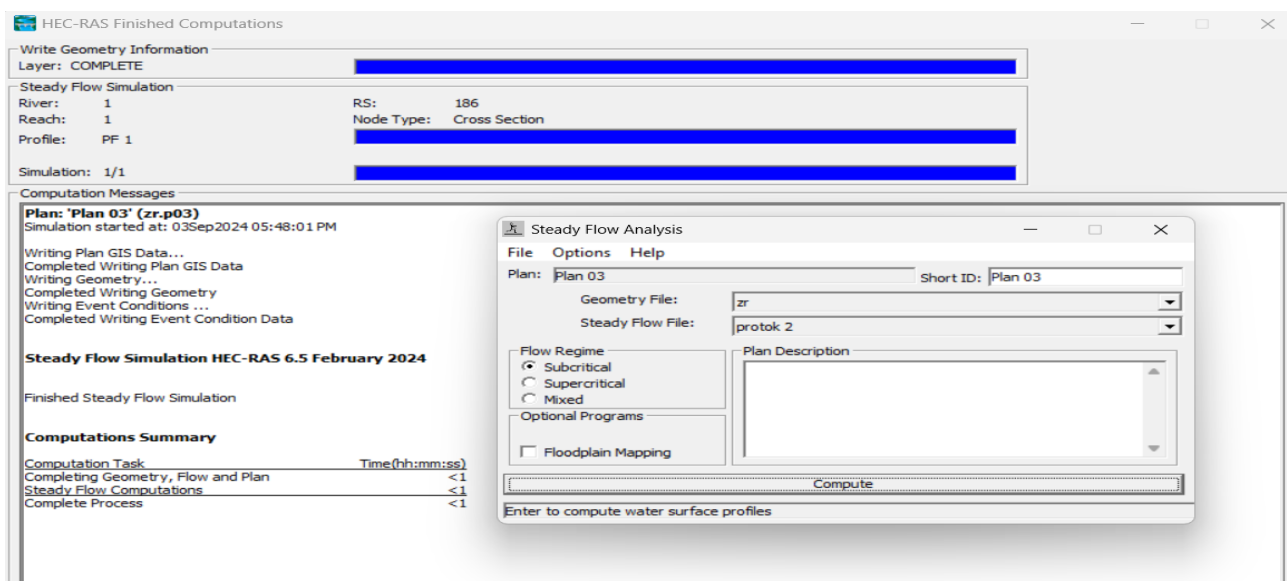 HEC-RAS Finished Computations
Write Geometry Information
Layer: COMPLETE
Steady Flow Simulation
River: 1 RS: 186
Reach: 1 Node Type: Cross Section
Profile: PF 1
Simulation: 1/1
Computation Messages
Plan: 'Plan 03' (zr.p03)
Simulation started at: 03Sep2024 05:48:01 PM
Writing Plan GIS Data...
Completed Writing Plan GIS Data
Writing Geometry...
Completed Writing Geometry
Writing Event Conditions ...
Completed Writing Event Condition Data
Steady Flow Simulation HEC-RAS 6.5 February 2024
Finished Steady Flow Simulation
Computations Summary
Computation Task Time(hh:mm:ss)
Completing Geometry, Flow and Plan <1
Steady Flow Computations <1
Complete Process <1
Steady Flow Analysis
File Options Help
Plan: Plan 03 Short ID: Plan 03
Geometry File: zr
Steady Flow File: protok 2
Flow Regime
Subcritical
Supercritical
Mixed
Optional Programs
Floodplain Mapping
Plan Description
Compute
Enter to compute water surface profiles